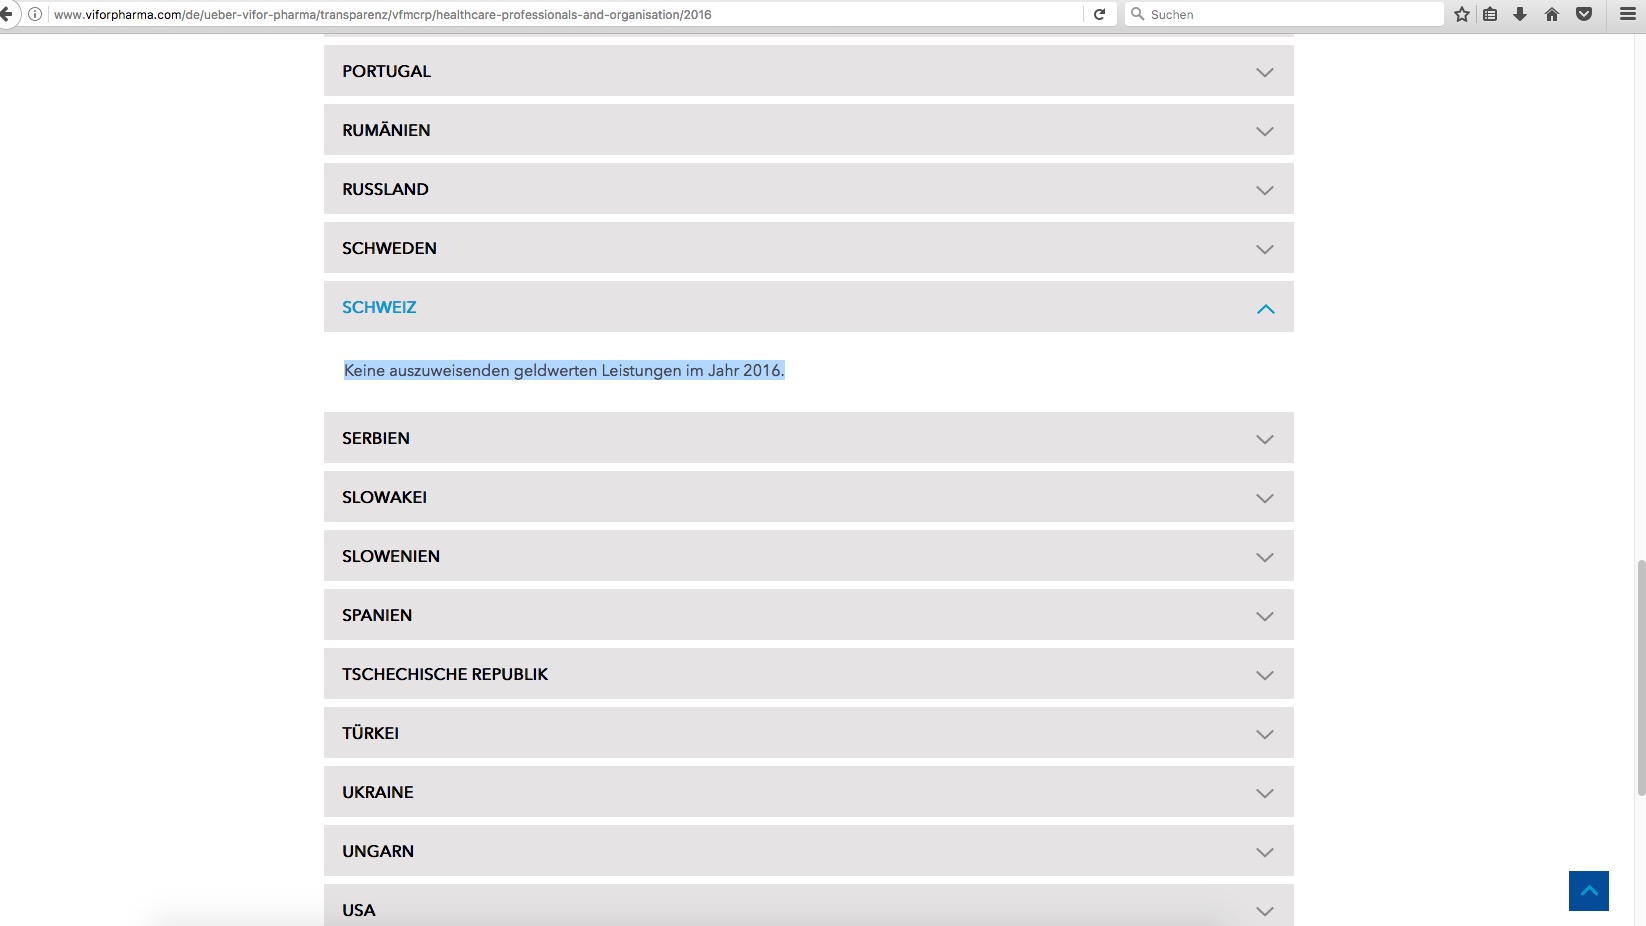 www.viforpharma.com/de/ueber-vifor-pharma/transparenz/vfmcrp/healthcare-professionals-and-organisation/2016
Suchen
PORTUGAL
RUMÄNIEN
RUSSLAND
SCHWEDEN
SCHWEIZ
Keine auszuweisenden geldwerten Leistungen im Jahr 2016.
SERBIEN
SLOWAKEI
SLOWENIEN
SPANIEN
TSCHECHISCHE REPUBLIK
TÜRKEI
UKRAINE
UNGARN
USA